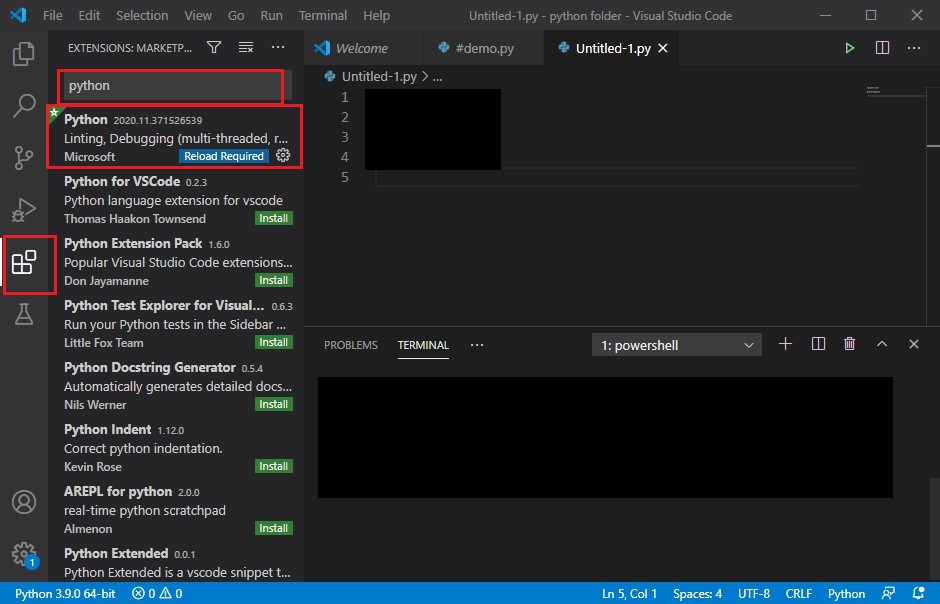 File Edit Selection View Go Run Terminal Help Untitled-1.py - python folder - Visual Studio Code
EXTENSIONS: MARKETP...
python
Python 2020.11.371526539
Linting, Debugging (multi-threaded, r...
Microsoft Reload Required
Python for VSCode 0.2.3
Python language extension for vscode
Thomas Haakon Townsend Install
Python Extension Pack 1.6.0
Popular Visual Studio Code extensions...
Don Jayamanne Install
Python Test Explorer for Visual... 0.6.3
Run your Python tests in the Sidebar ...
Little Fox Team Install
Python Docstring Generator 0.5.4
Automatically generates detailed docs...
Nils Werner Install
Python Indent 1.12.0
Correct python indentation.
Kevin Rose Install
AREPL for python 2.0.0
real-time python scratchpad
Almenon Install
Python Extended 0.0.1
Python Extended is a vscode snippet t...
1
Welcome #demo.py Untitled-1.py
Untitled-1.py > ...
1
2
3
4
5
PROBLEMS TERMINAL ... 1: powershell
Python 3.9.0 64-bit 0 0 Ln 5, Col 1 Spaces: 4 UTF-8 CRLF Python